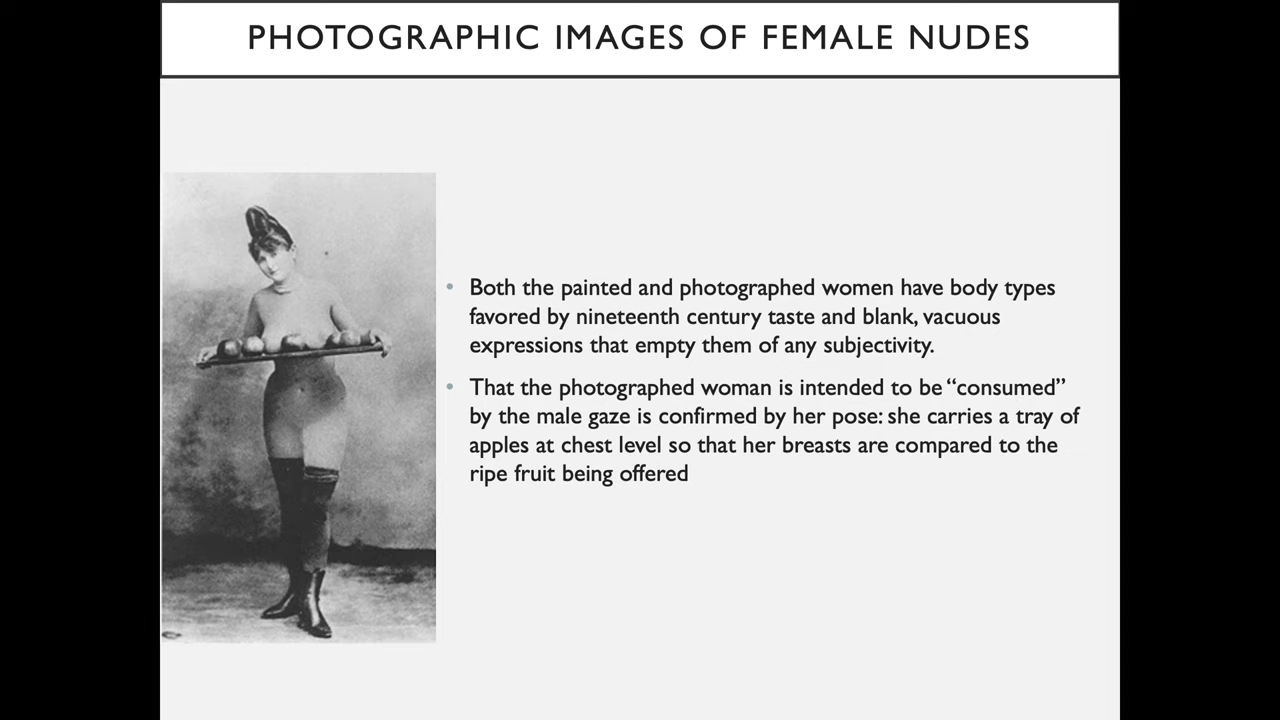 PHOTOGRAPHIC IMAGES OF FEMALE NUDES
• Both the painted and photographed women have body types
favored by nineteenth century taste and blank, vacuous
expressions that empty them of any subjectivity.
• That the photographed woman is intended to be “consumed”
by the male gaze is confirmed by her pose: she carries a tray of
apples at chest level so that her breasts are compared to the
ripe fruit being offered